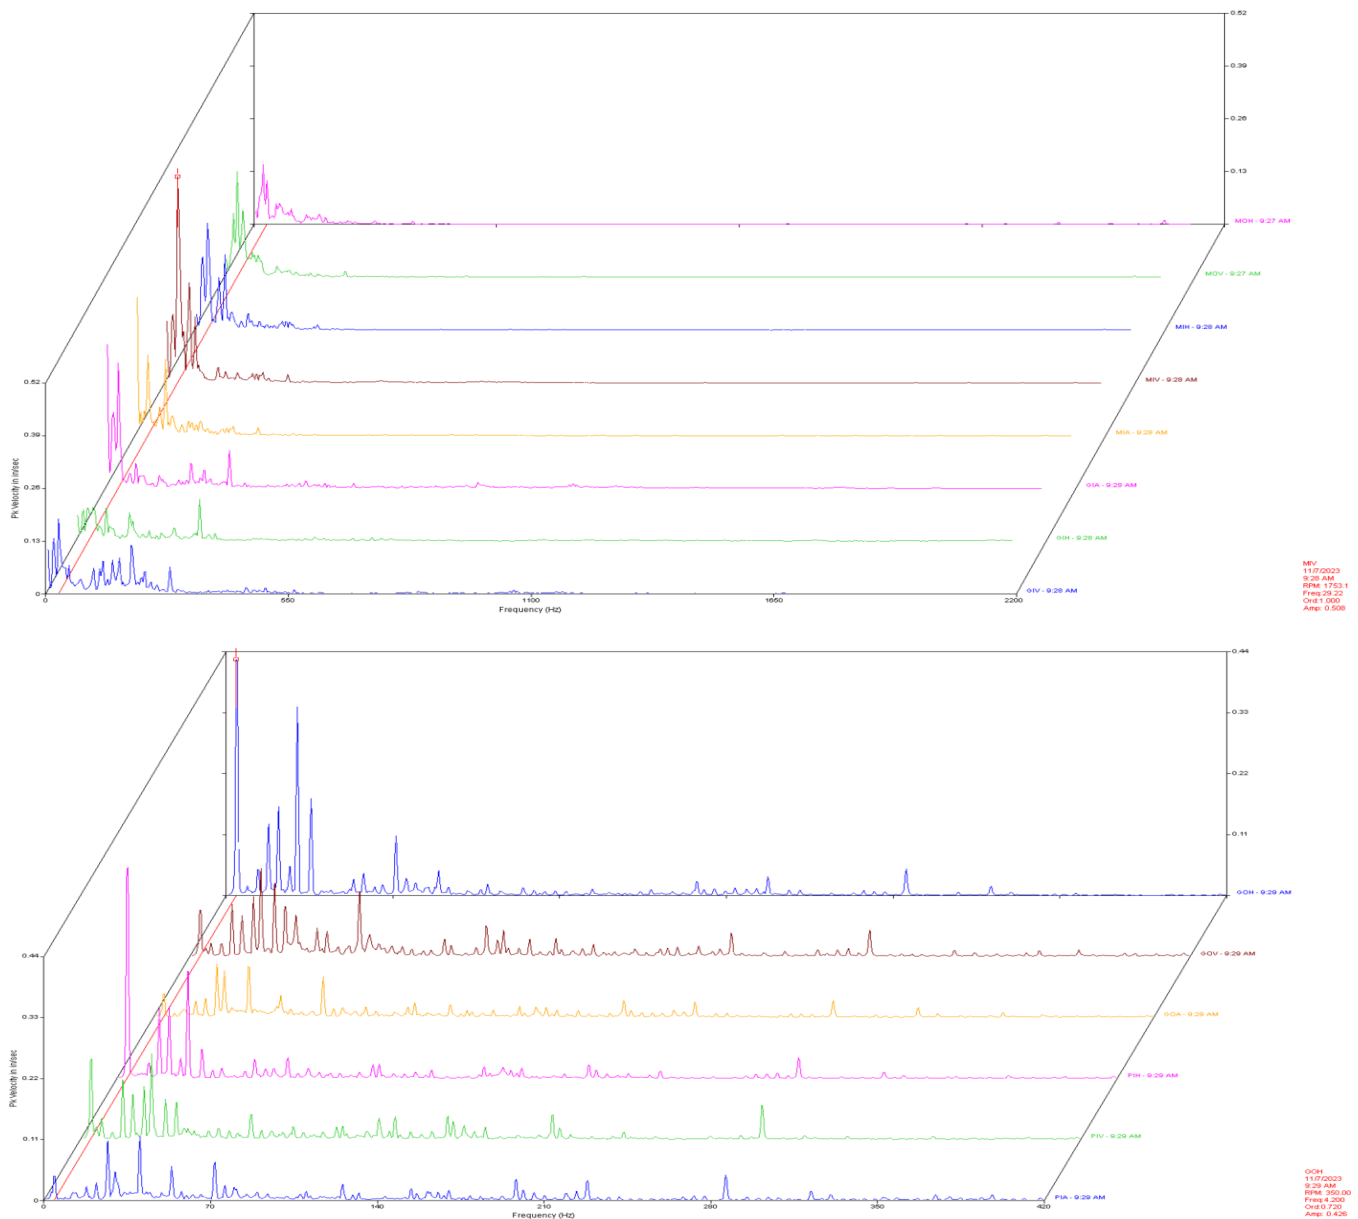 0.52
0.39
0.26
0.13
MOH - 9:27 AM
MOV - 9:27 AM
MIH - 9:28 AM
MIV - 9:28 AM
MIA - 9:28 AM
GIA - 9:28 AM
GIH - 9:28 AM
GIV - 9:28 AM
0.52
0.39
0.26
0.13
0
Pk Velocity in in/sec
0
550
1100
1650
2200
Frequency (Hz)
MIV
11/7/2023
9:28 AM
RPM: 1753.1
Freq:29.22
Ord:1.000
Amp: 0.508
0.44
0.33
0.22
0.11
GOH - 9:29 AM
GOV - 9:29 AM
GOA - 9:29 AM
PIH - 9:29 AM
PIV - 9:29 AM
PIA - 9:29 AM
0.44
0.33
0.22
0.11
0
Pk Velocity in in/sec
0
70
140
210
280
350
420
Frequency (Hz)
GOH
11/7/2023
9:29 AM
RPM: 350.00
Freq:4.200
Ord:0.720
Amp: 0.426